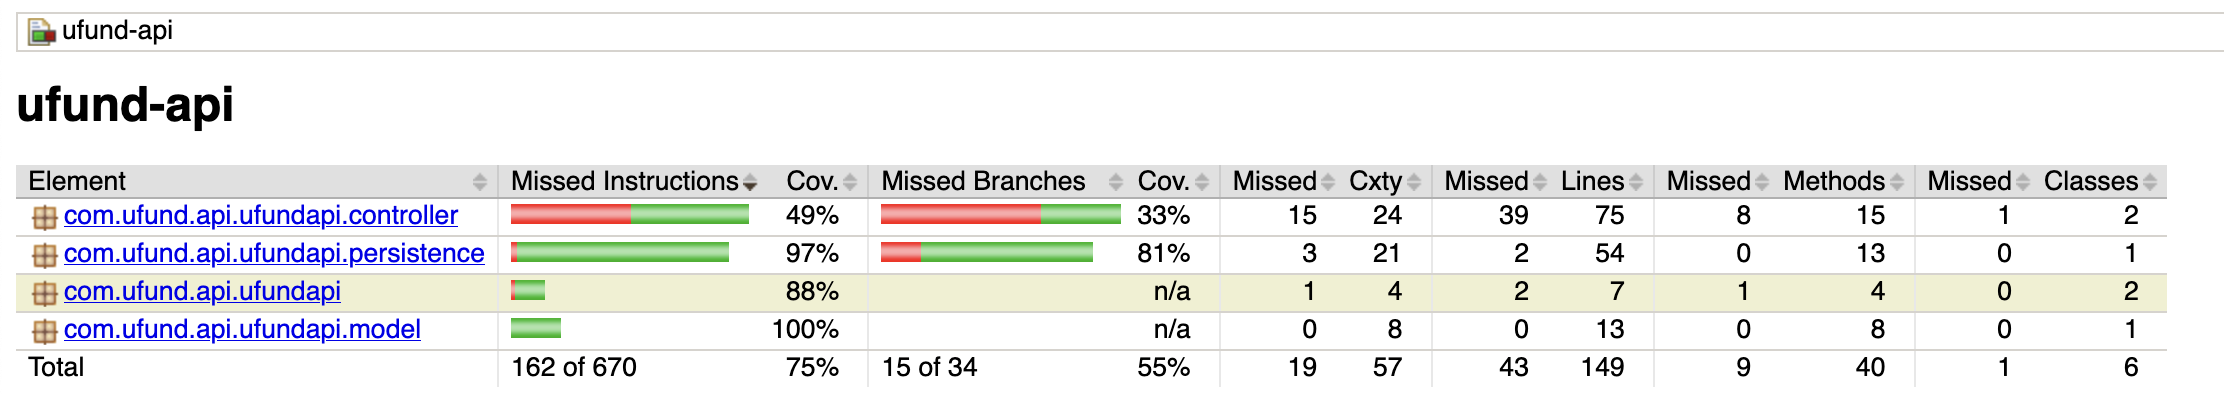 ufund-api
ufund-api
Element Missed Instructions Cov. Missed Branches Cov. Missed Cxty Missed Lines Missed Methods Missed Classes
com.ufund.api.ufundapi.controller 49% 33% 15 24 39 75 8 15 1 2
com.ufund.api.ufundapi.persistence 97% 81% 3 21 2 54 0 13 0 1
com.ufund.api.ufundapi 88% n/a 1 4 2 7 1 4 0 2
com.ufund.api.ufundapi.model 100% n/a 0 8 0 13 0 8 0 1
Total 162 of 670 75% 15 of 34 55% 19 57 43 149 9 40 1 6